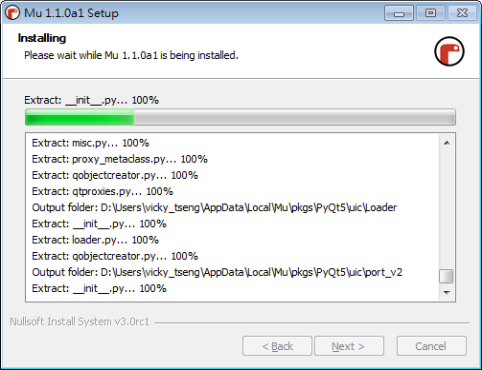 Mu 1.1.0a1 Setup
Installing
Please wait while Mu 1.1.0a1 is being installed.
Extract: __init__.py... 100%
Extract: misc.py... 100%
Extract: proxy_metaclass.py... 100%
Extract: qobjectcreator.py... 100%
Extract: qtproxies.py... 100%
Output folder: D:\Users\vicky_tseng\AppData\Local\Mu\pkgs\PyQt5\uic\Loader
Extract: __init__.py... 100%
Extract: loader.py... 100%
Extract: qobjectcreator.py... 100%
Output folder: D:\Users\vicky_tseng\AppData\Local\Mu\pkgs\PyQt5\uic\port_v2
Extract: __init__.py... 100%
Nullsoft Install System v3.0rc1
< Back
Next >
Cancel